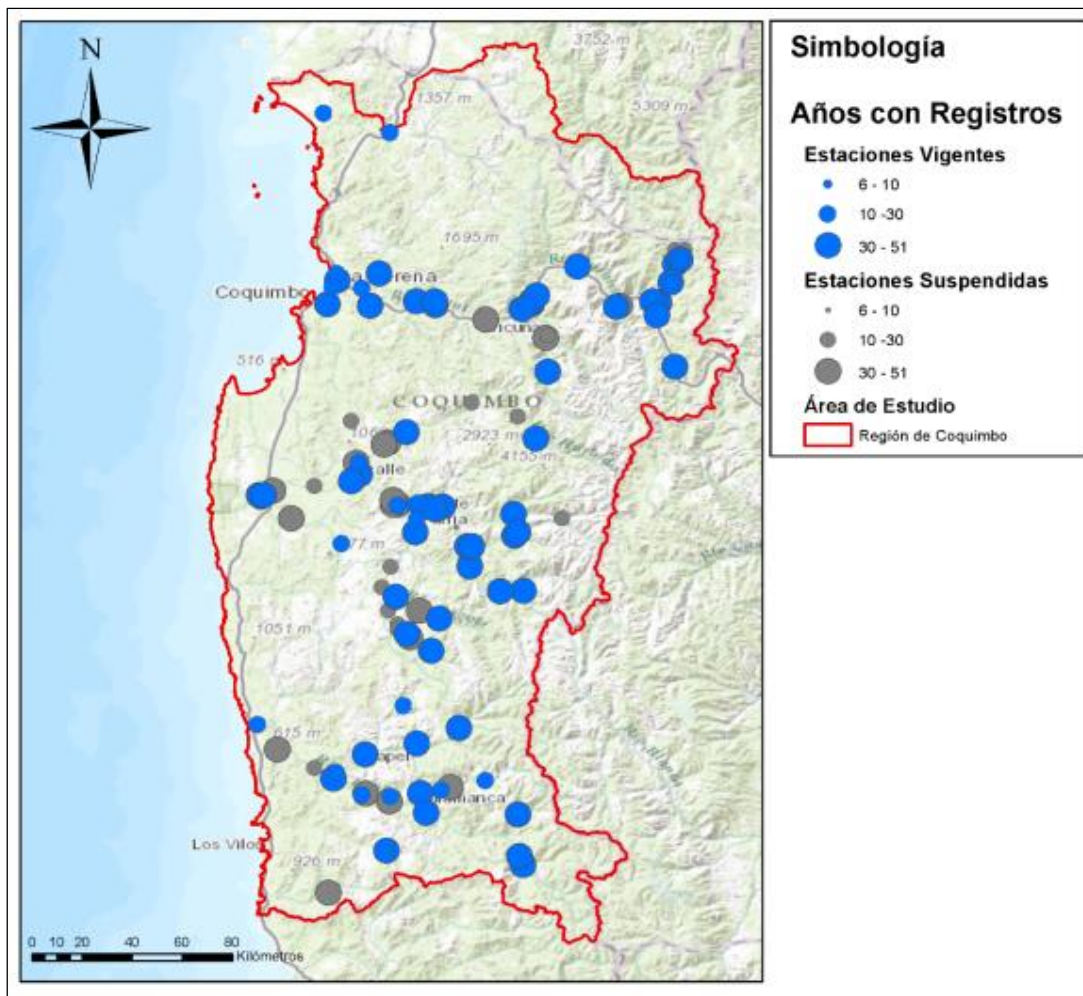 N
3752 m
1357 m
5309 m
1695 m
Coquimbo
516 m
COQUIMBO
2923 m
4155 m
1051 m
615 m
Los Vilos
926 m
0 10 20 40 60 80
Kilómetros
Simbología
Años con Registros
Estaciones Vigentes
6 - 10
10 -30
30 - 51
Estaciones Suspendidas
6 - 10
10 -30
30 - 51
Área de Estudio
Región de Coquimbo